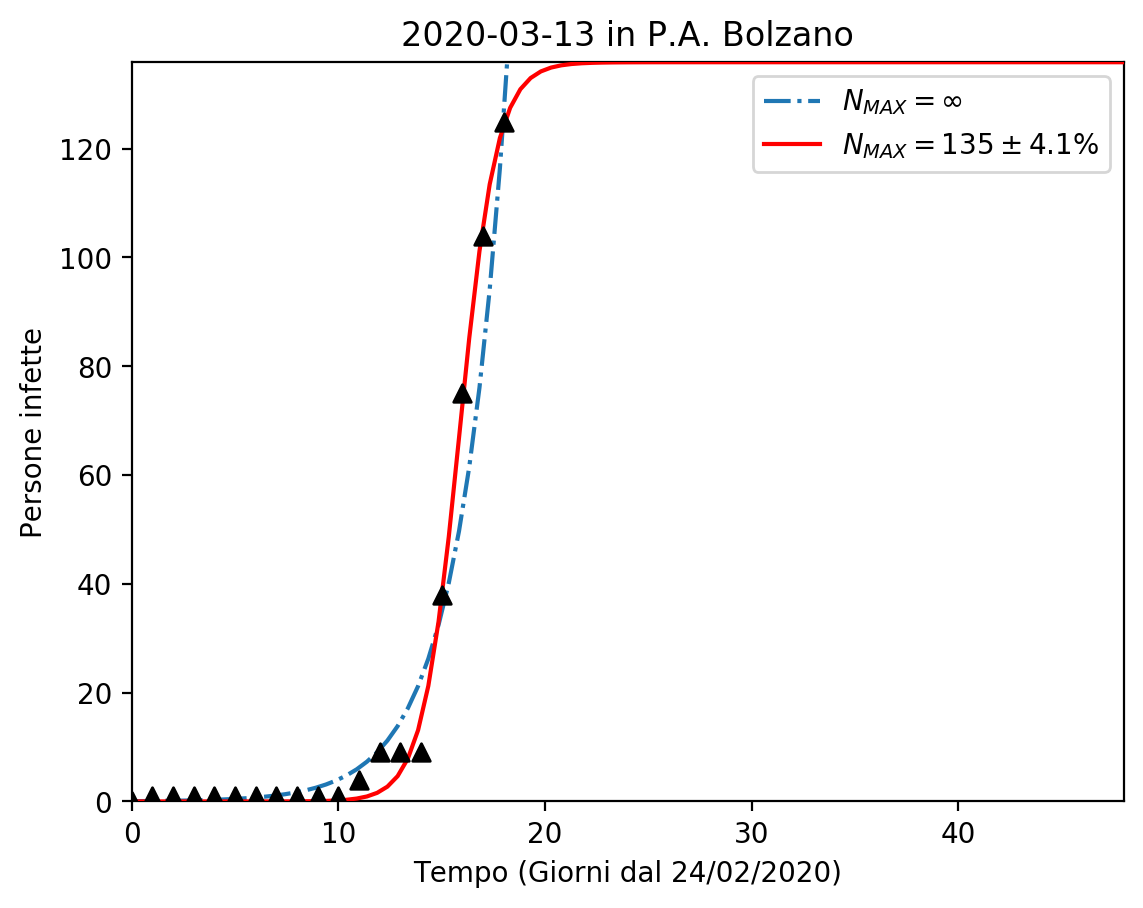 2020-03-13 in P.A. Bolzano
N_MAX = ∞
N_MAX = 135 ± 4.1%
120
100
80
60
40
20
0
Persone infette
0 10 20 30 40
Tempo (Giorni dal 24/02/2020)